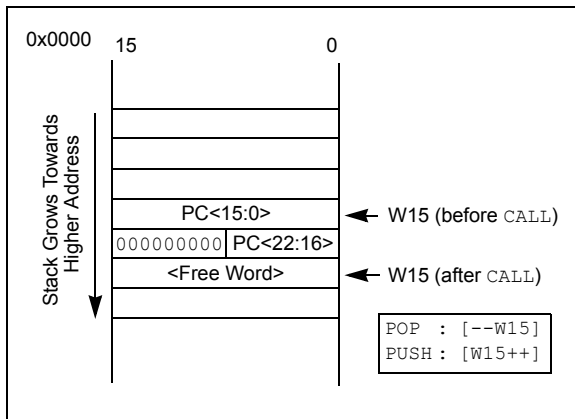 0x0000
15
0
Stack Grows Towards
Higher Address
PC<15:0>
W15 (before CALL)
000000000
PC<22:16>
<Free Word>
W15 (after CALL)
POP : [--W15]
PUSH : [W15++]